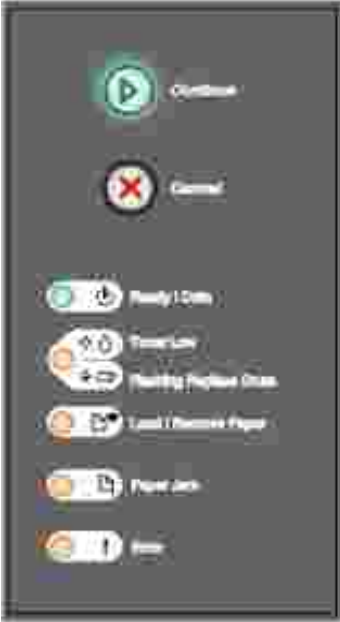 Continue
Cancel
Ready / Data
Toner Low
Flashing Replace Drum
Load / Remove Paper
Paper Jam
Error